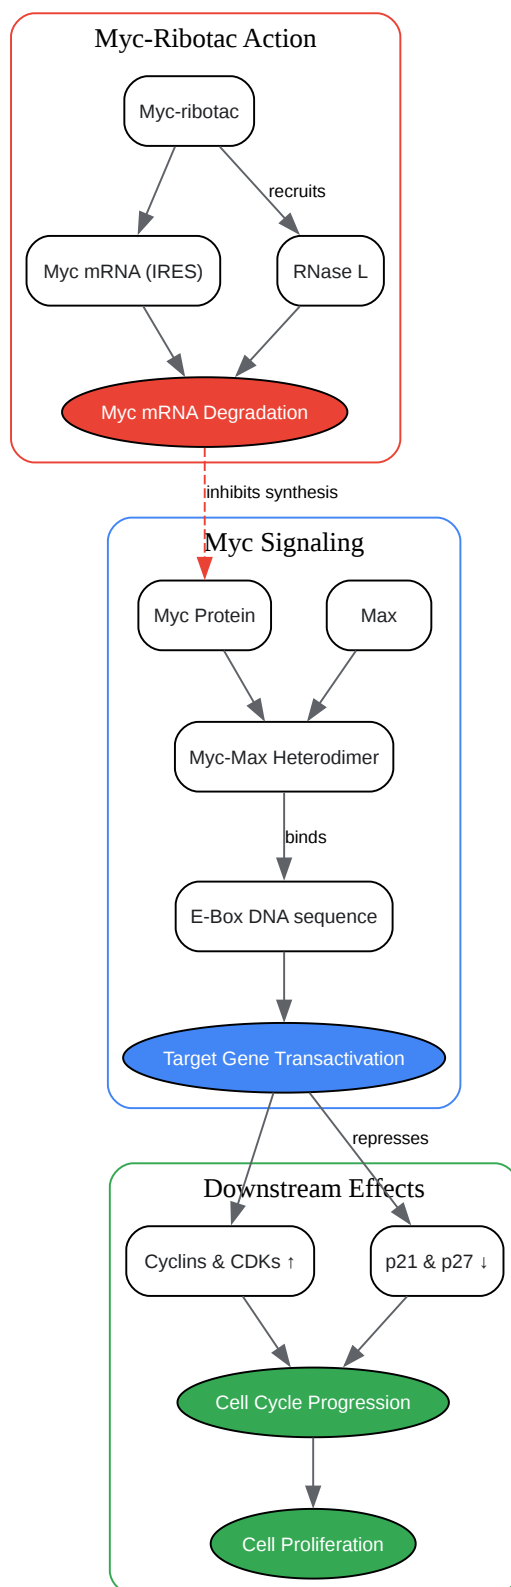 Myc-Ribotac Action
Myc-ribotac
recruits
Myc mRNA (IRES)
RNase L
Myc mRNA Degradation
inhibits synthesis
Myc Signaling
Myc Protein
Max
Myc-Max Heterodimer
binds
E-Box DNA sequence
Target Gene Transactivation
represses
Downstream Effects
Cyclins & CDKs ↑
p21 & p27 ↓
Cell Cycle Progression
Cell Proliferation